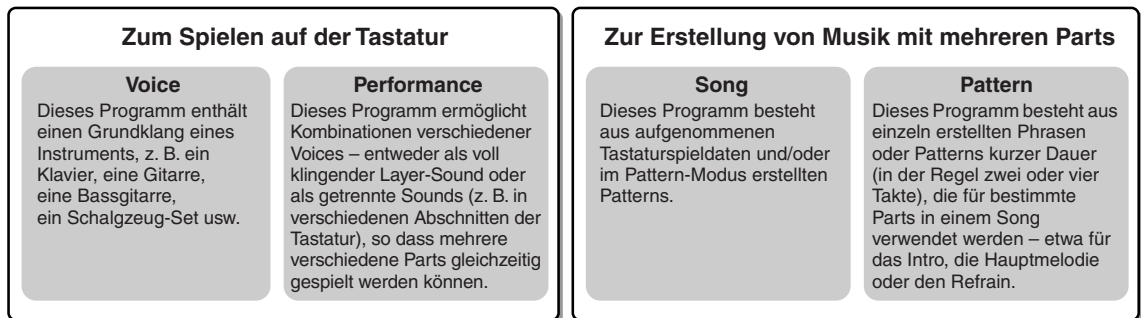 Zum Spielen auf der Tastatur
Voice
Dieses Programm enthält
einen Grundklang eines
Instruments, z. B. ein
Klavier, eine Gitarre,
eine Bassgitarre,
ein Schalgzeug-Set usw.
Performance
Dieses Programm ermöglicht
Kombinationen verschiedener
Voices – entweder als voll
klingender Layer-Sound oder
als getrennte Sounds (z. B. in
verschiedenen Abschnitten der
Tastatur), so dass mehrere
verschiedene Parts gleichzeitig
gespielt werden können.
Zur Erstellung von Musik mit mehreren Parts
Song
Dieses Programm besteht
aus aufgenommenen
Tastaturspieldaten und/oder
im Pattern-Modus erstellten
Patterns.
Pattern
Dieses Programm besteht aus
einzeln erstellten Phrasen
oder Patterns kurzer Dauer
(in der Regel zwei oder vier
Takte), die für bestimmte
Parts in einem Song
verwendet werden – etwa für
das Intro, die Hauptmelodie
oder den Refrain.